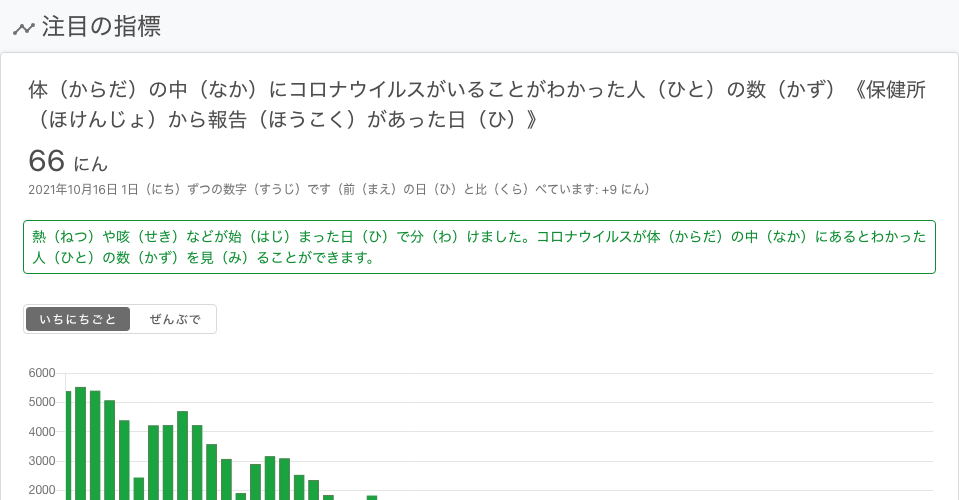 注目の指標
体（からだ）の中（なか）にコロナウイルスがいることがわかった人（ひと）の数（かず）《保健所
（ほけんじょ）から報告（ほうこく）があった日（ひ）》
66 にん
2021年10月16日 1日（にち）ずつの数字（すうじ）です（前（まえ）の日（ひ）と比（くら）べています: +9 にん）
熱（ねつ）や咳（せき）などが始（はじ）まった日（ひ）で分（わ）けました。コロナウイルスが体（からだ）の中（なか）にあるとわかった
人（ひと）の数（かず）を見（み）ることができます。
いちにちごと ぜんぶで
6000
5000
4000
3000
2000